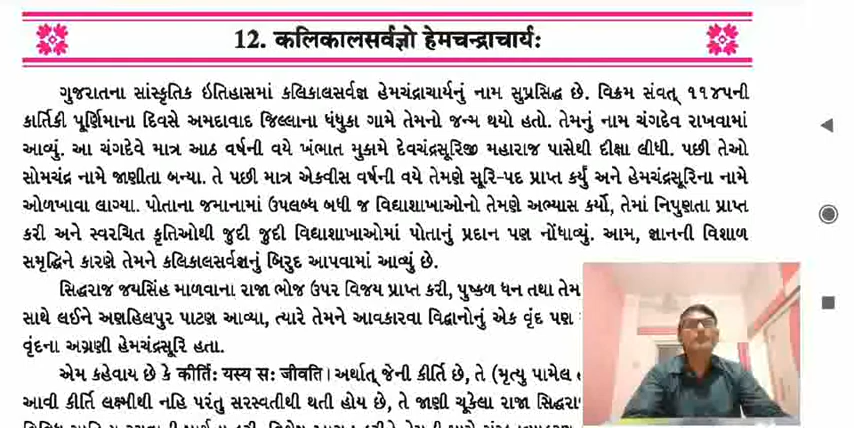 12. કલિકાલસર્વજ્ઞો હેમચન્દ્રાચાર્યઃ
ગુજરાતના સાંસ્કૃતિક ઇતિહાસમાં કલિકાલસર્વજ્ઞ હેમચંદ્રાચાર્યનું નામ સુપ્રસિદ્ધ છે. વિક્રમ સંવત્ ૧૧૪૫ની
કાર્તિકી પૂર્ણિમાના દિવસે અમદાવાદ જિલ્લાના ધંધુકા ગામે તેમનો જન્મ થયો હતો. તેમનું નામ ચંગદેવ રાખવામાં
આવ્યું. આ ચંગદેવે માત્ર આઠ વર્ષની વયે ખંભાત મુકામે દેવચંદ્રસૂરિજી મહારાજ પાસેથી દીક્ષા લીધી. પછી તેઓ
સોમચંદ્ર નામે જાણીતા બન્યા. તે પછી માત્ર એકવીસ વર્ષની વયે તેમણે સૂરિ-પદ પ્રાપ્ત કર્યું અને હેમચંદ્રસૂરિના નામે
ઓળખાવા લાગ્યા. પોતાના જમાનામાં ઉપલબ્ધ બધી જ વિદ્યાશાખાઓનો તેમણે અભ્યાસ કર્યો, તેમાં નિપુણતા પ્રાપ્ત
કરી અને સ્વરચિત કૃતિઓથી જુદી જુદી વિદ્યાશાખાઓમાં પોતાનું પ્રદાન પણ નોંધાવ્યું. આમ, જ્ઞાનની વિશાળ
સમૃદ્ધિને કારણે તેમને કલિકાલસર્વજ્ઞનું બિરુદ આપવામાં આવ્યું છે.
સિદ્ધરાજ જયસિંહ માળવાના રાજા ભોજ ઉપર વિજય પ્રાપ્ત કરી, પુષ્કળ ધન તથા તેમ
સાથે લઈને અણહિલપુર પાટણ આવ્યા, ત્યારે તેમને આવકારવા વિદ્વાનોનું એક વૃંદ પણ
વૃંદના અગ્રણી હેમચંદ્રસૂરિ હતા.
એમ કહેવાય છે કે कीर्तिः यस्य सः जीवति। અર્થાત્ જેની કીર્તિ છે, તે (મૃત્યુ પામેલ
આવી કીર્તિ લક્ષ્મીથી નહિ પરંતુ સરસ્વતીથી થતી હોય છે, તે જાણી ચૂકેલા રાજા સિદ્ધરા